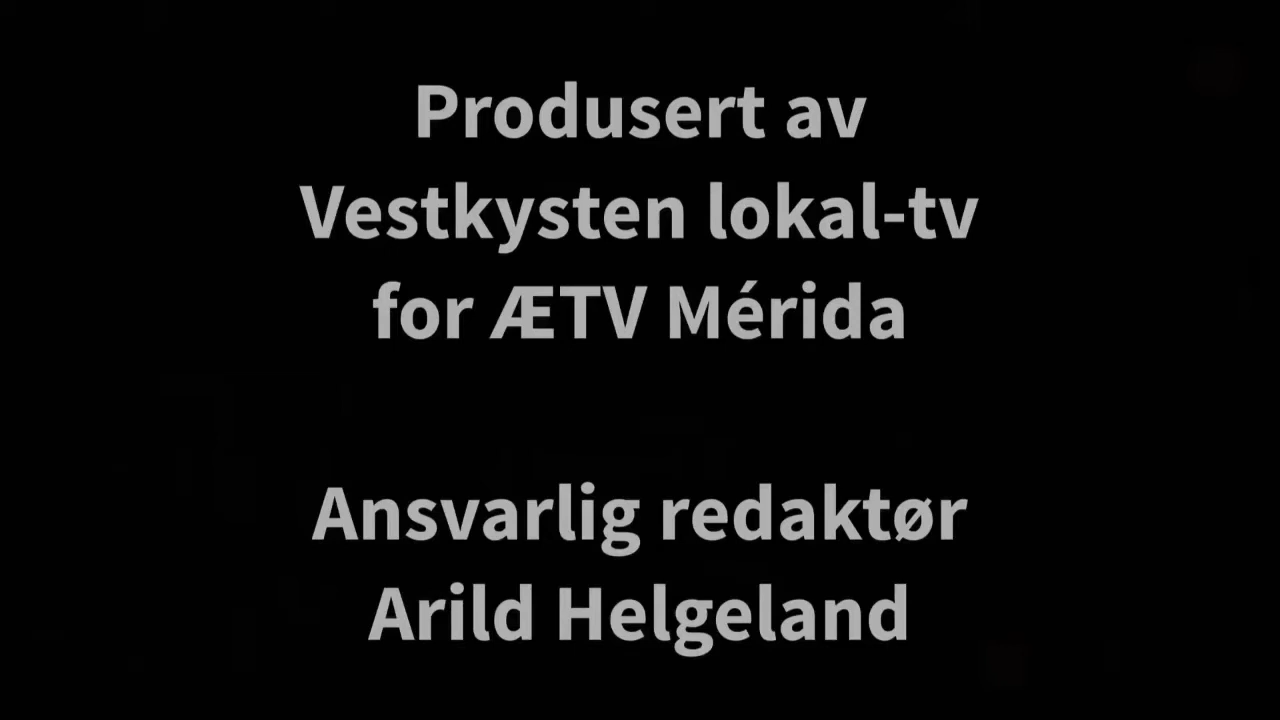 Produsert av
Vestkysten lokal-tv
for ÆTV Mérida
Ansvarlig redaktør
Arild Helgeland